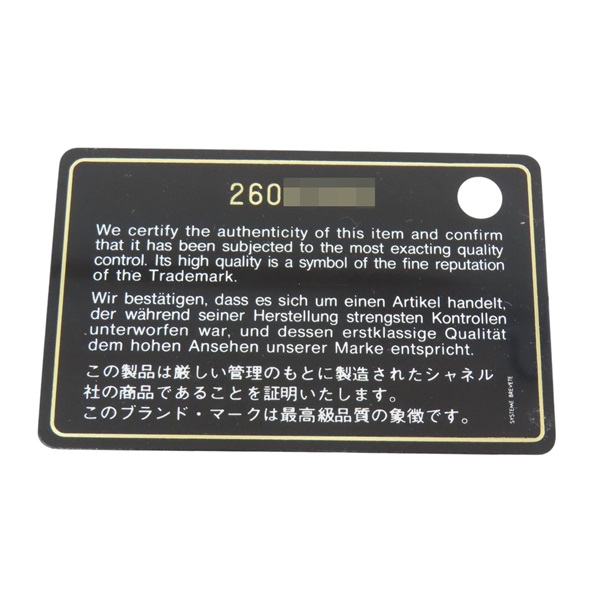 260
We certify the authenticity of this item and confirm
that it has been subjected to the most exacting quality
control. Its high quality is a symbol of the fine reputation
of the Trademark.
Wir bestätigen, dass es sich um einen Artikel handelt,
der während seiner Herstellung strengsten Kontrollen
unterworfen war, und dessen erstklassige Qualität
dem hohen Ansehen unserer Marke entspricht.
この製品は厳しい管理のもとに製造されたシャネル
社の商品であることを証明いたします。
このブランド・マークは最高級品質の象徴です。
SYSTEME BREVETE